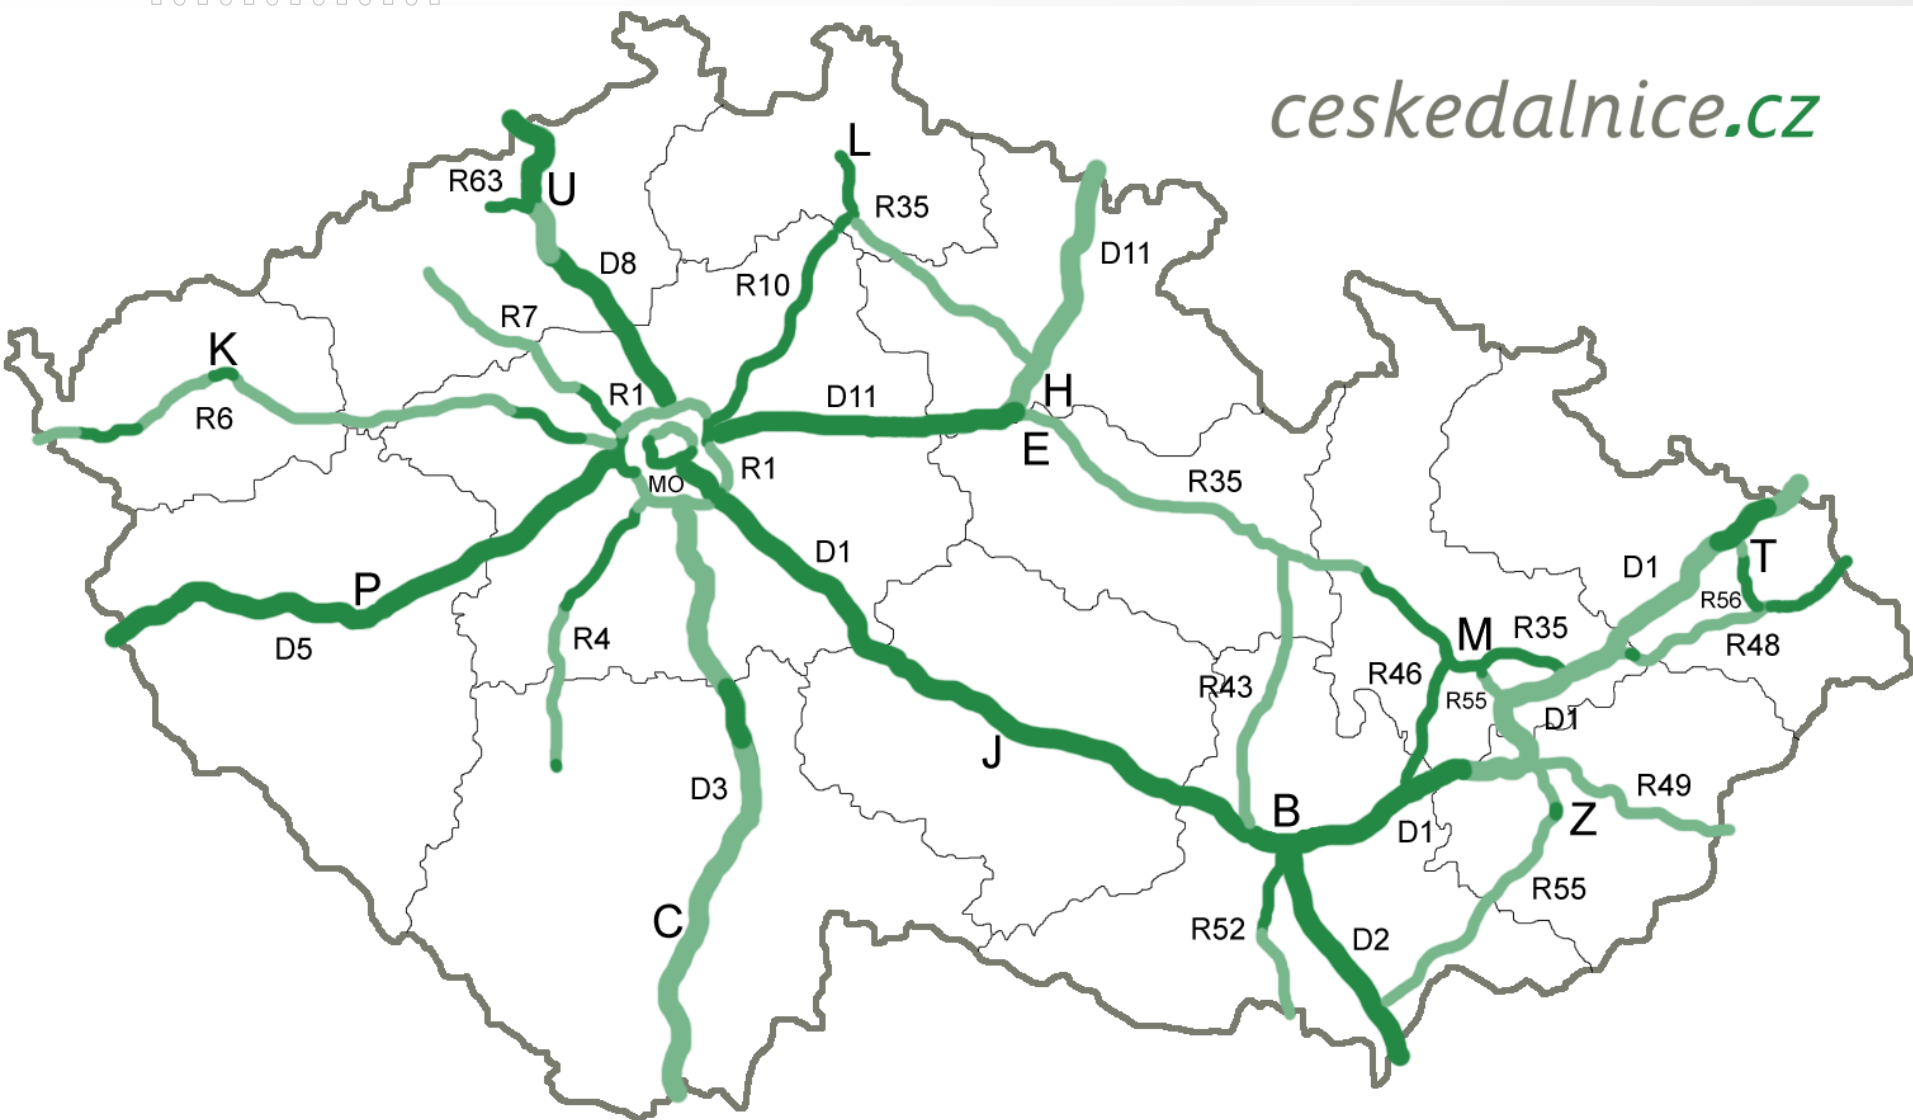 ceskedalnice.cz
L
R63
U
R35
D11
D8
R10
R7
K
R1
D11
H
R6
E
R1
MO
R35
D1
T
D1
P
R56
R4
M
R35
D5
R48
R46
R43
R55
D1
J
D3
R49
B
Z
D1
R55
C
R52
D2